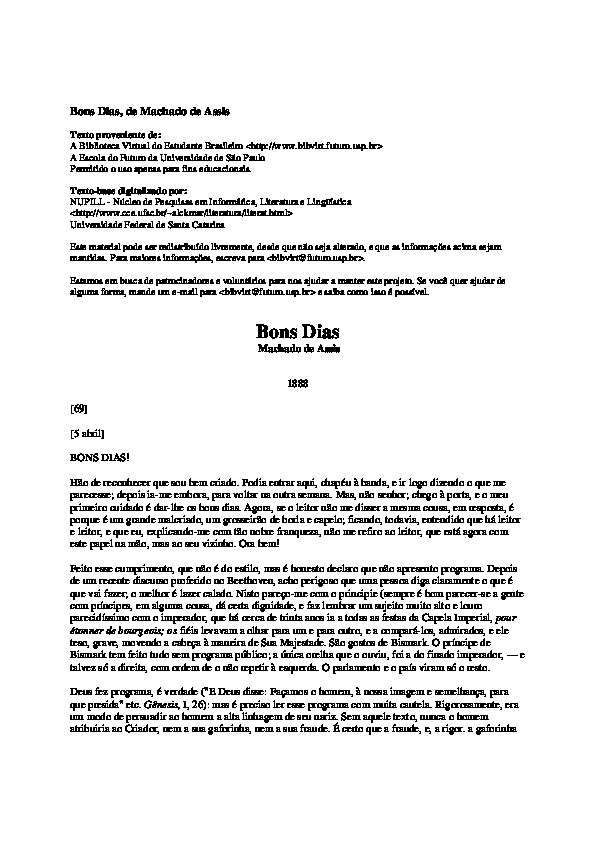 Bons Dias, de Machado de Assis
Texto proveniente de:
A Biblioteca Virtual do Estudante Brasileiro <http://www.bibvirt.futuro.usp.br>
A Escola do Futuro da Universidade de São Paulo
Permitido o uso apenas para fins educacionais.
Texto-base digitalizado por:
NUPILL - Núcleo de Pesquisas em Informática, Literatura e Lingüística
<http://www.cce.ufsc.br/~alckmar/literatura/literat.html>
Universidade Federal de Santa Catarina
Este material pode ser redistribuído livremente, desde que não seja alterado, e que as informações acima sejam
mantidas. Para maiores informações, escreva para <bibvirt@futuro.usp.br>.
Estamos em busca de patrocinadores e voluntários para nos ajudar a manter este projeto. Se você quer ajudar de
alguma forma, mande um e-mail para <bibvirt@futuro.usp.br> e saiba como isso é possível.
Bons Dias
Machado de Assis
1888
[69]
[5 abril]
BONS DIAS!
Hão de reconhecer que sou bem criado. Podia entrar aqui, chapéu à banda, e ir logo dizendo o que me
parecesse; depois ia-me embora, para voltar na outra semana. Mas, não senhor; chego à porta, e o meu
primeiro cuidado é dar-lhe os bons dias. Agora, se o leitor não me disser a mesma cousa, em resposta, é
porque é um grande malcriado, um grosseirão de borla e capelo; ficando, todavia, entendido que há leitor
e leitor, e que eu, explicando-me com tão nobre franqueza, não me refiro ao leitor, que está agora com
este papel na mão, mas ao seu vizinho. Ora bem!
Feito esse cumprimento, que não é do estilo, mas é honesto declaro que não apresento programa. Depois
de um recente discurso proferido no Beethoven, acho perigoso que uma pessoa diga claramente o que é
que vai fazer; o melhor é fazer calado. Nisto pareço-me com o príncipie (sempre é bom parecer-se a gente
com príncipes, em alguma cousa, dá certa dignidade, e faz lembrar um sujeito muito alto e louro
parecidíssimo com o imperador, que há cerca de trinta anos ia a todas as festas da Capela Imperial, pour
étonner de bourgeois; os fiéis levavam a olhar para um e para outro, e a compará-los, admirados, e ele
teso, grave, movendo a cabeça à maneira de Sua Majestade. São gostos de Bismark. O príncipe de
Bismark tem feito tudo sem programa público; a única orelha que o ouviu, foi a do finado imperador, — e
talvez só a direita, com ordem de o não repetir à esquerda. O parlamento e o país viram só o resto.
Deus fez programa, é verdade ("E Deus disse: Façamos o homem, à nossa imagem e semelhança, para
que presida" etc. Gênesis, I, 26): mas é preciso ler esse programa com muita cautela. Rigorosamente, era
um modo de persuadir ao homem a alta linhagem de seu nariz. Sem aquele texto, nunca o homem
atribuiria ao Criador, nem a sua gaforinha, nem a sua fraude. É certo que a fraude, e, a rigor. a gaforinha